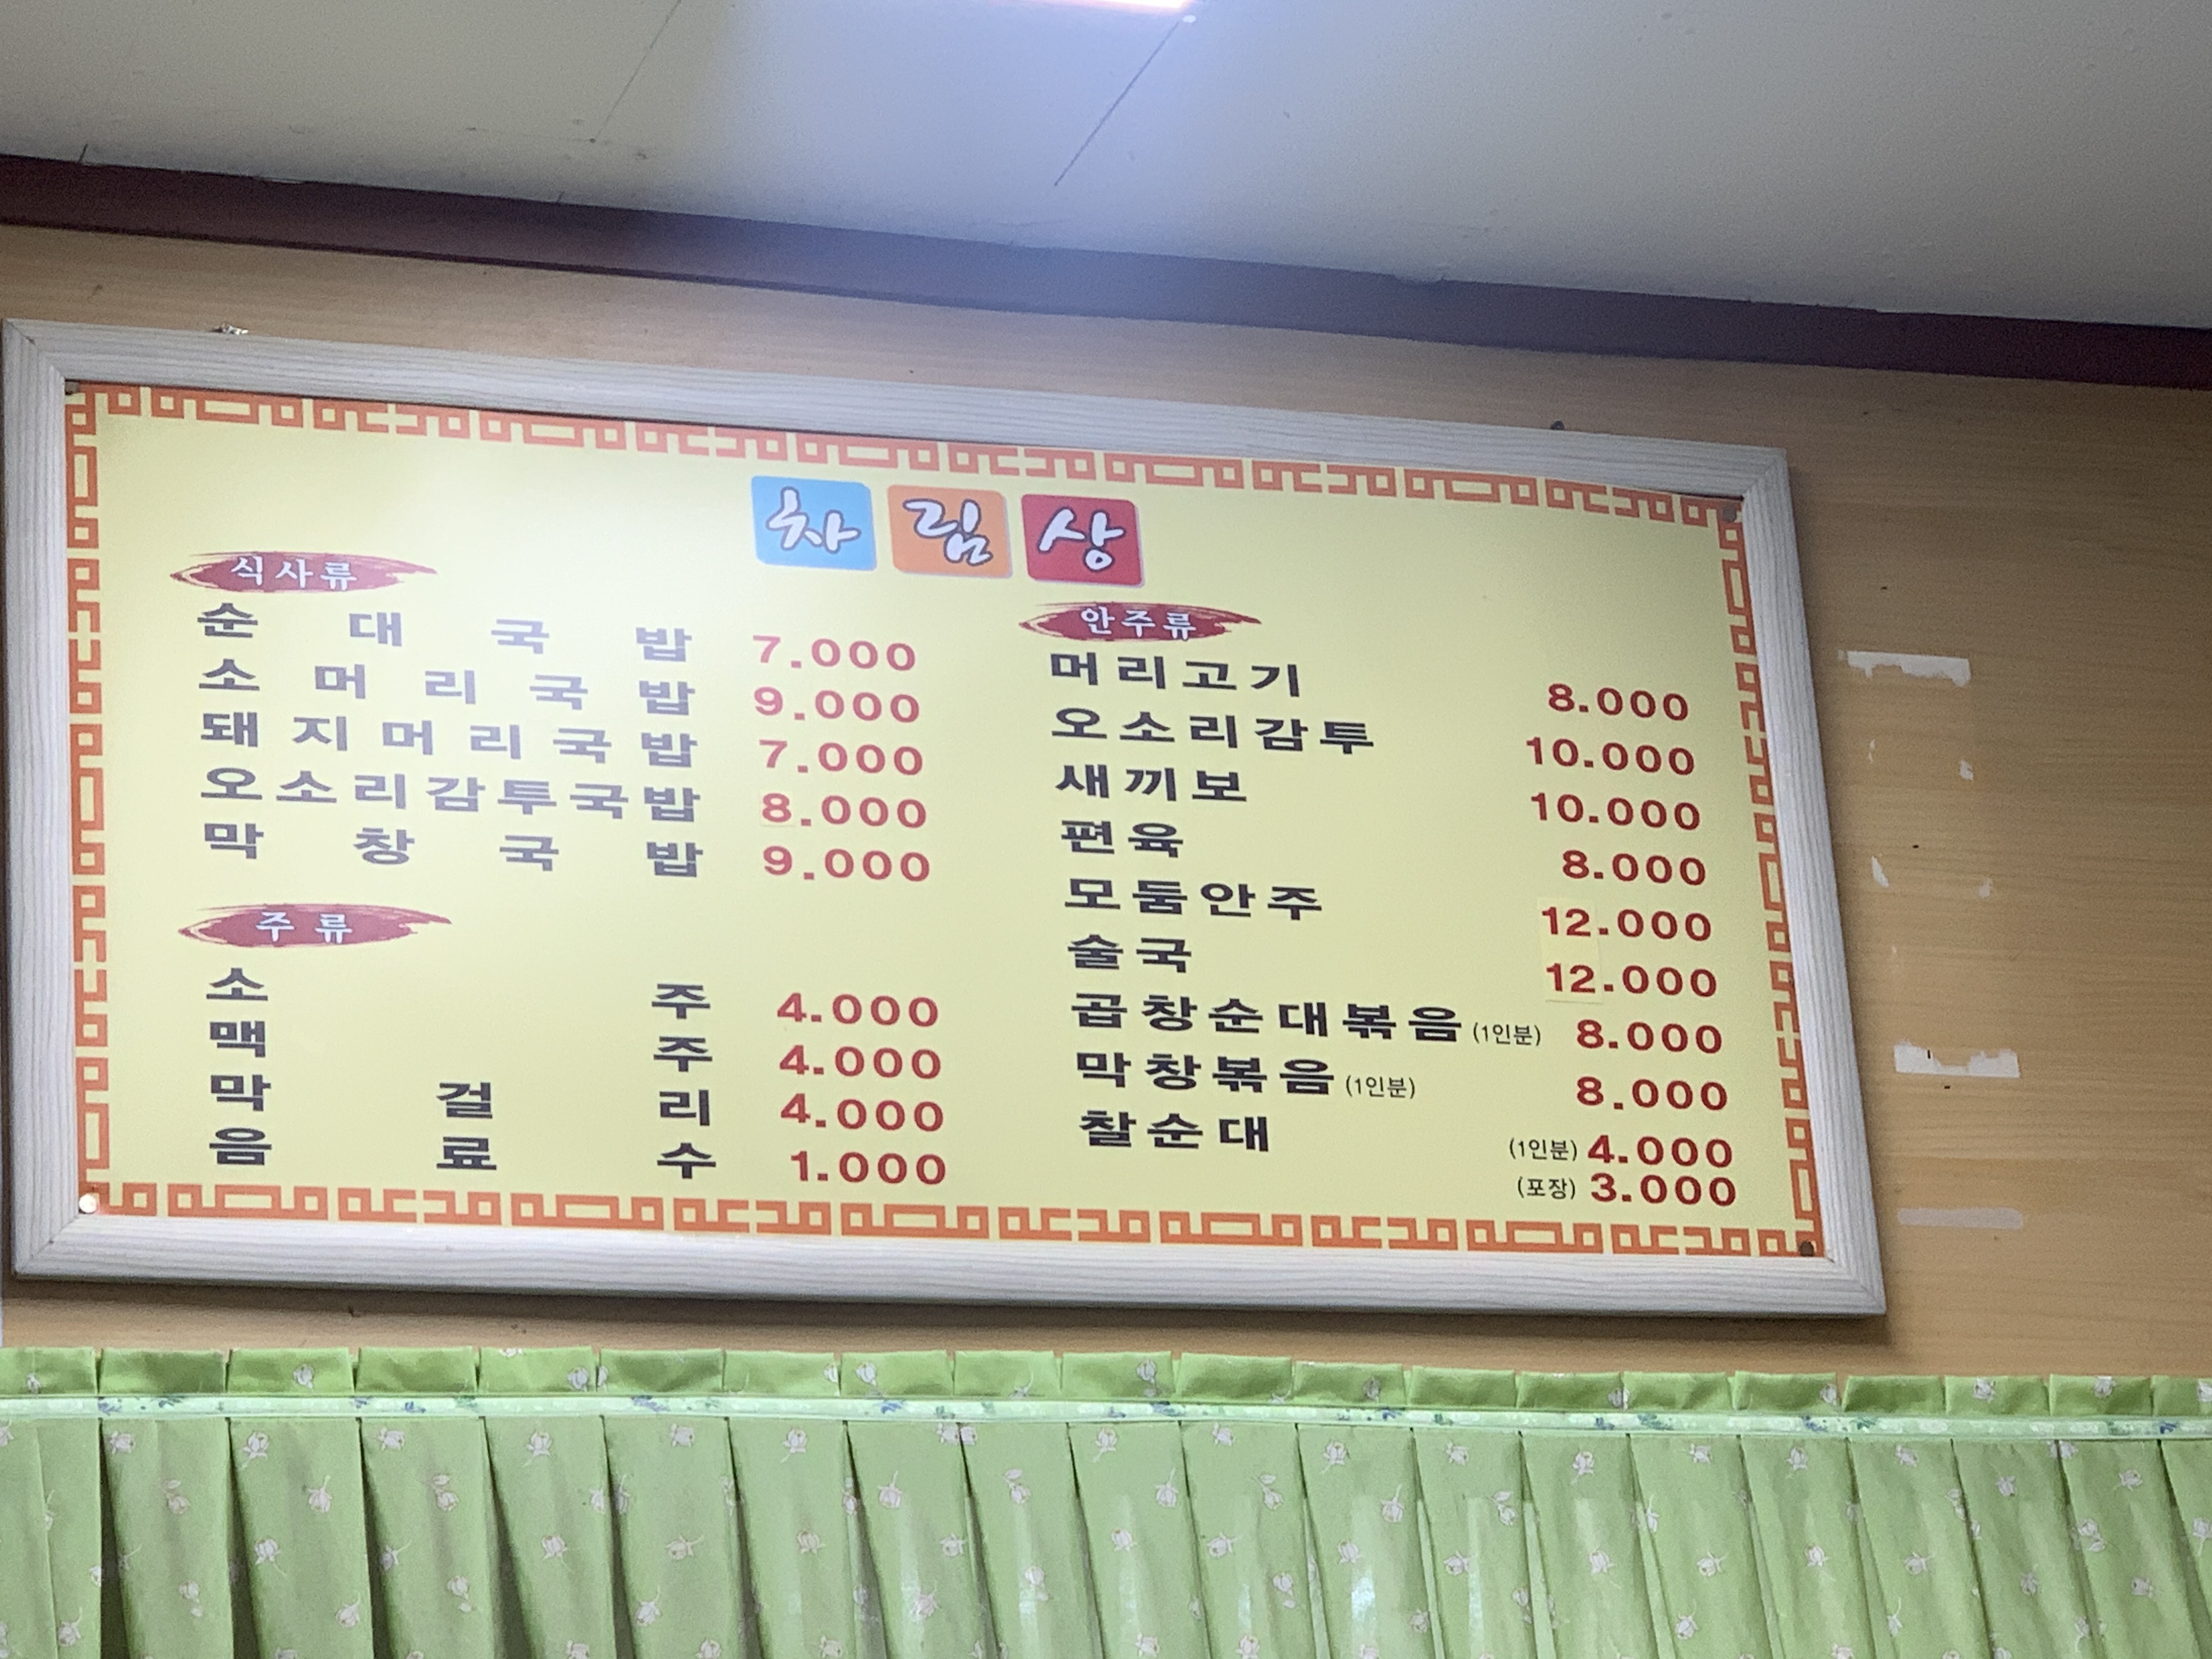 차림상
식사류
순대국밥 7.000
소머리국밥 9.000
돼지머리국밥 7.000
오소리감투국밥 8.000
막창국밥 9.000
주류
소주 4.000
맥주 4.000
막걸리 4.000
음료수 1.000
안주류
머리고기 8.000
오소리감투 10.000
새끼보 10.000
편육 8.000
모둠안주 12.000
술국 12.000
곱창순대볶음 (1인분) 8.000
막창볶음 (1인분) 8.000
찰순대 (1인분) 4.000
(포장) 3.000